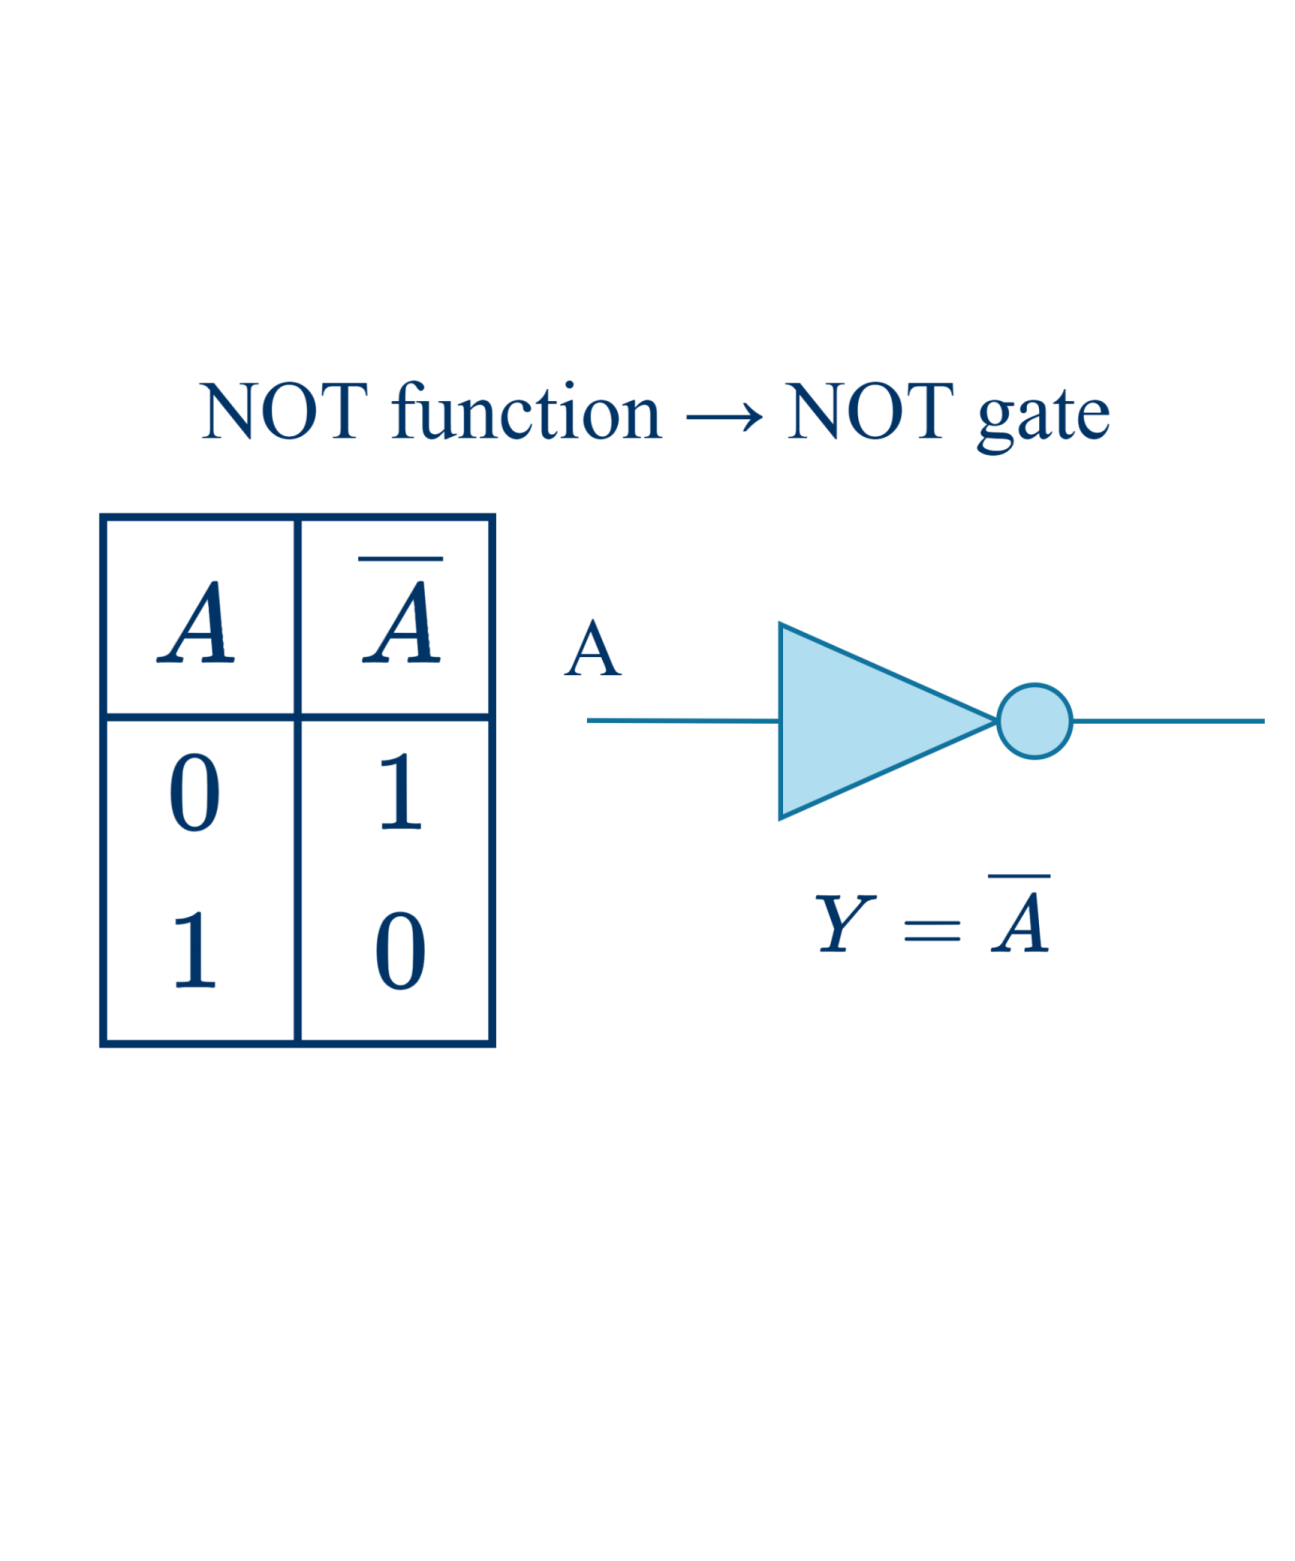 NOT function → NOT gate
A A̅
0 1
1 0
A
Y = A̅